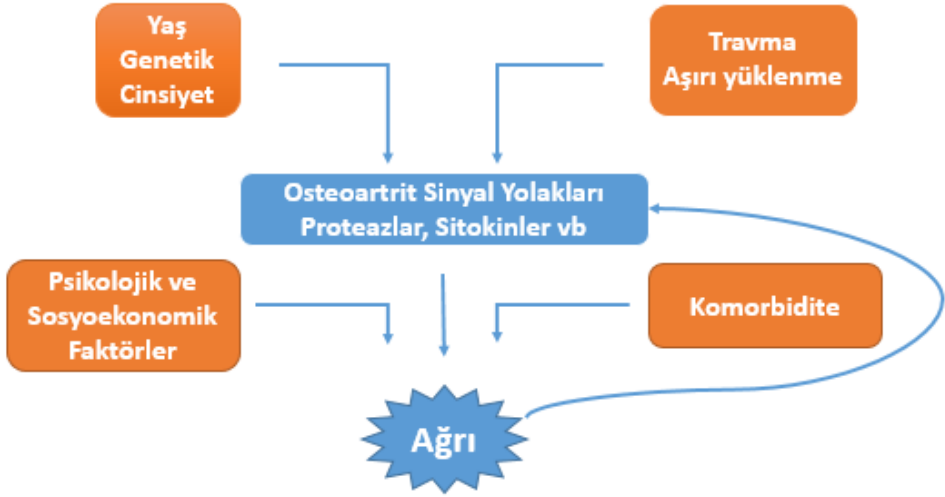 Yaş
Genetik
Cinsiyet
Travma
Aşırı yüklenme
Osteoartrit Sinyal Yolakları
Proteazlar, Sitokinler vb
Psikolojik ve
Sosyoekonomik
Faktörler
Komorbidite
Ağrı